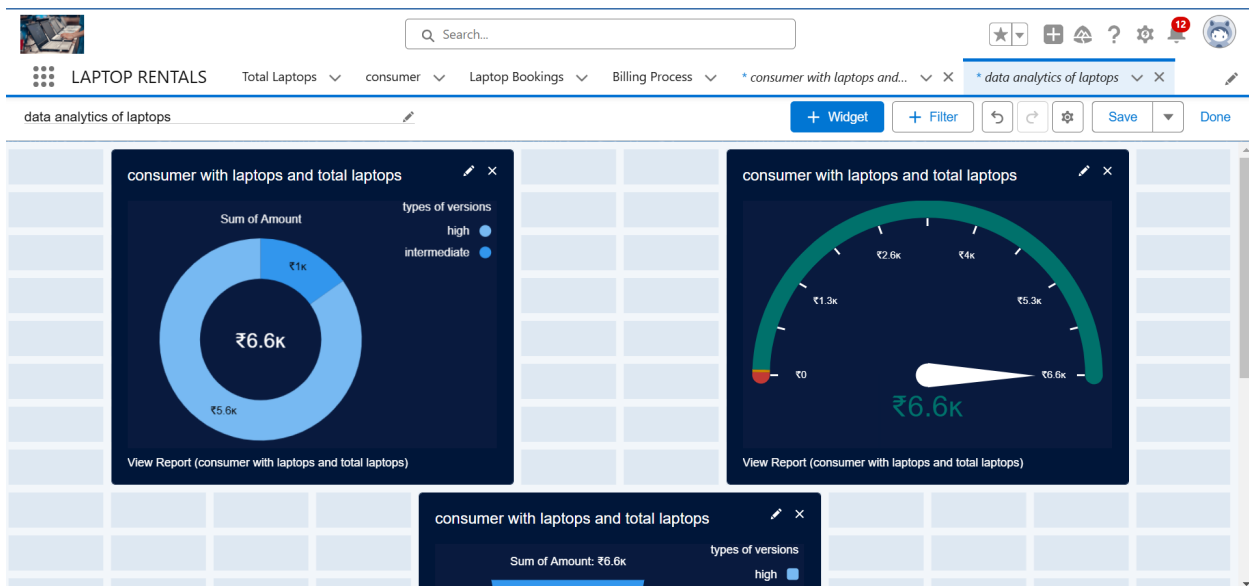 Search...
12
LAPTOP RENTALS
Total Laptops
consumer
Laptop Bookings
Billing Process
* consumer with laptops and...
* data analytics of laptops
data analytics of laptops
+ Widget
+ Filter
Save
Done
consumer with laptops and total laptops
Sum of Amount
types of versions
high
intermediate
₹1K
₹6.6K
₹5.6K
View Report (consumer with laptops and total laptops)
consumer with laptops and total laptops
₹0
₹1.3K
₹2.6K
₹4K
₹5.3K
₹6.6K
₹6.6K
View Report (consumer with laptops and total laptops)
consumer with laptops and total laptops
Sum of Amount: ₹6.6K
types of versions
high